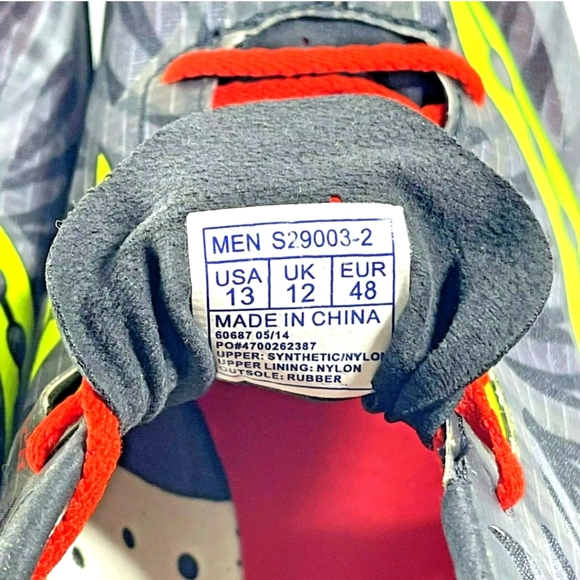 MEN S29003-2
USA UK EUR
13 12 48
MADE IN CHINA
60687 05/14
PO#4700262387
UPPER: SYNTHETIC/NYLON
UPPER LINING: NYLON
OUTSOLE: RUBBER